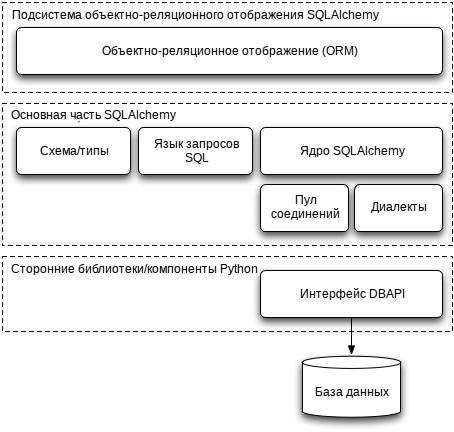 Подсистема объектно-реляционного отображения SQLAlchemy
Объектно-реляционное отображение (ORM)
Основная часть SQLAlchemy
Схема/типы
Язык запросов
SQL
Ядро SQLAlchemy
Пул
соединений
Диалекты
Сторонние библиотеки/компоненты Python
Интерфейс DBAPI
База данных